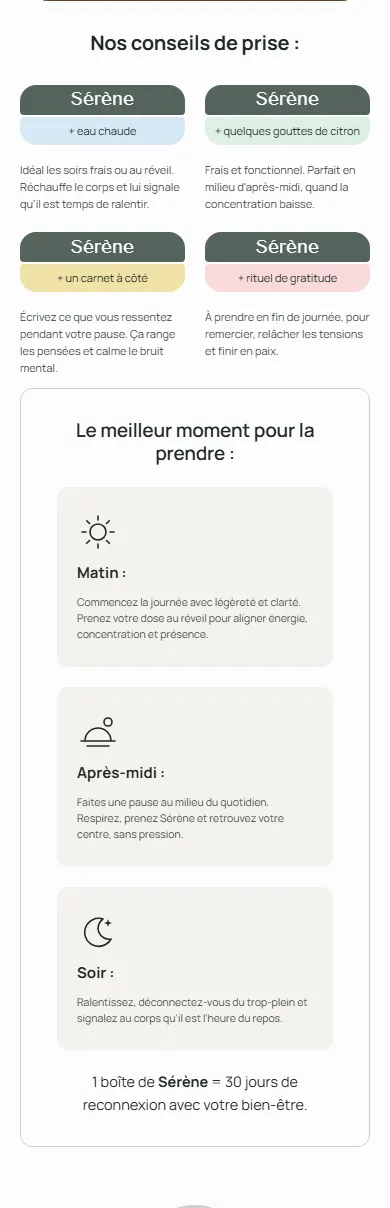 Nos conseils de prise :
Sérène
+ eau chaude
Idéal les soirs frais ou au réveil.
Réchauffe le corps et lui signale
qu'il est temps de ralentir.
Sérène
+ quelques gouttes de citron
Frais et fonctionnel. Parfait en
milieu d'après-midi, quand la
concentration baisse.
Sérène
+ un carnet à côté
Écrivez ce que vous ressentez
pendant votre pause. Ça range
les pensées et calme le bruit
mental.
Sérène
+ rituel de gratitude
À prendre en fin de journée, pour
remercier, relâcher les tensions
et finir en paix.
Le meilleur moment pour la
prendre :
Matin :
Commencez la journée avec légèreté et clarté.
Prenez votre dose au réveil pour aligner énergie,
concentration et présence.
Après-midi :
Faites une pause au milieu du quotidien.
Respirez, prenez Sérène et retrouvez votre
centre, sans pression.
Soir :
Ralentissez, déconnectez-vous du trop-plein et
signalez au corps qu'il est l'heure du repos.
1 boîte de Sérène = 30 jours de
reconnexion avec votre bien-être.